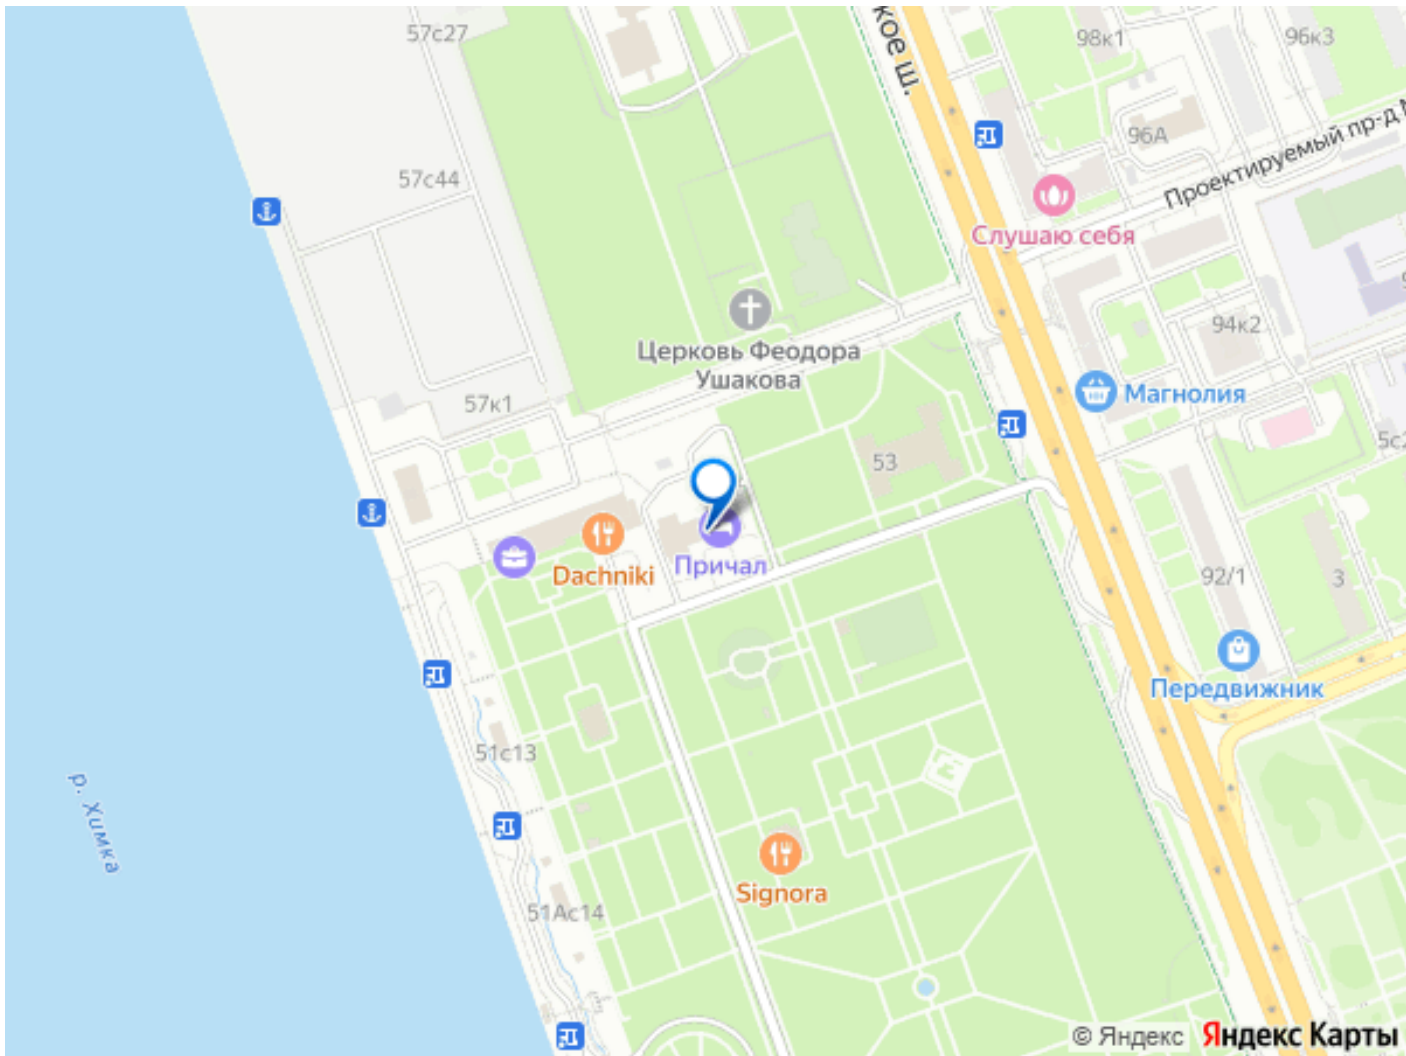 57с27
кое ш.
98к1
96к3
96А
Проектируемый пр-д
57с44
Слушаю себя
94к2
Церковь Феодора
Ушакова
Магнолия
57к1
53
5с2
Dachniki
Причал
92/1
3
Передвижник
51с13
р. Химка
Signora
51Ас14
© Яндекс Яндекс Карты